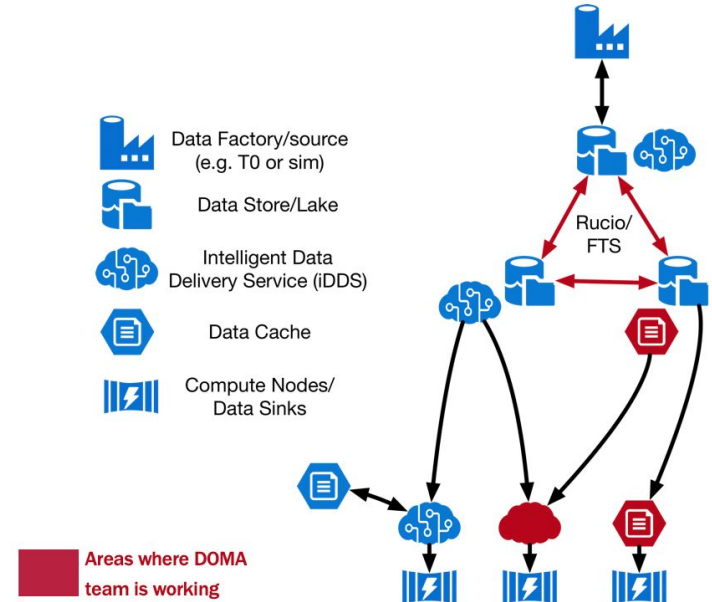 Data Factory/source
(e.g. T0 or sim)
Data Store/Lake
Intelligent Data
Delivery Service (iDDS)
Data Cache
Compute Nodes/
Data Sinks
Rucio/
FTS
Areas where DOMA
team is working